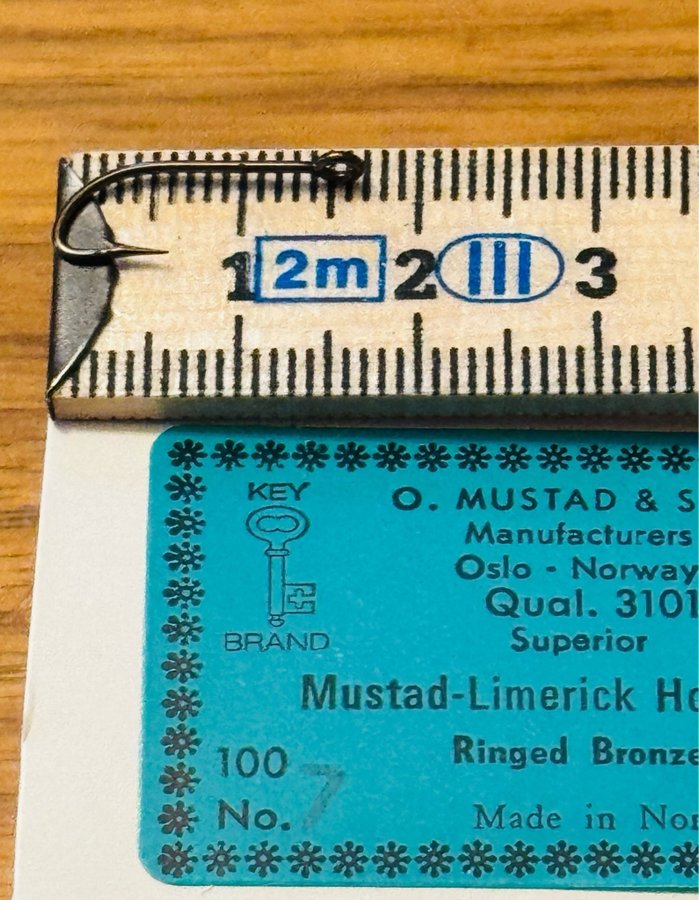 1 2m 2 III 3
KEY
BRAND
O. MUSTAD & S
Manufacturers
Oslo - Norway
Qual. 3101
Superior
Mustad-Limerick Ho
Ringed Bronze
100
No. 7
Made in Nor